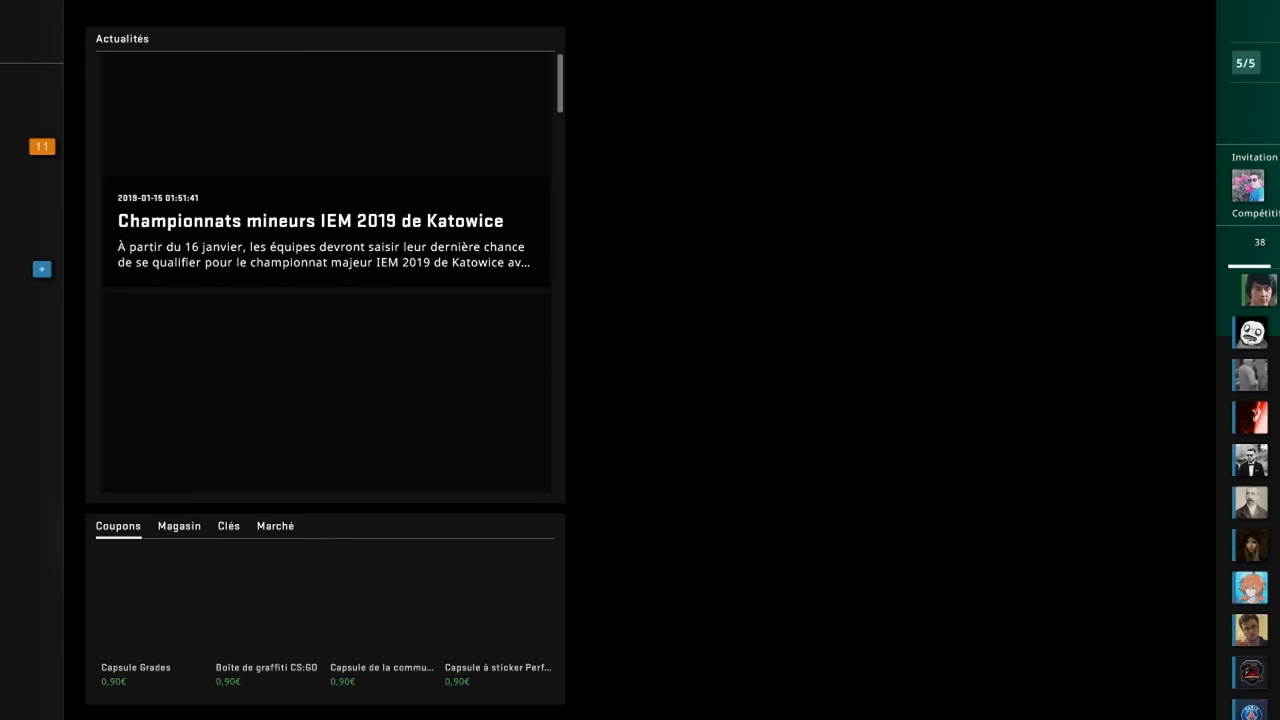 Actualités
2019-01-15 01:51:41
Championnats mineurs IEM 2019 de Katowice
À partir du 16 janvier, les équipes devront saisir leur dernière chance
de se qualifier pour le championnat majeur IEM 2019 de Katowice av...
11
+
Coupons Magasin Clés Marché
Capsule Grades
0,90€
Boîte de graffiti CS:GO
0,90€
Capsule de la commu...
0,90€
Capsule à sticker Perf...
0,90€
5/5
Invitation
Compétiti
38